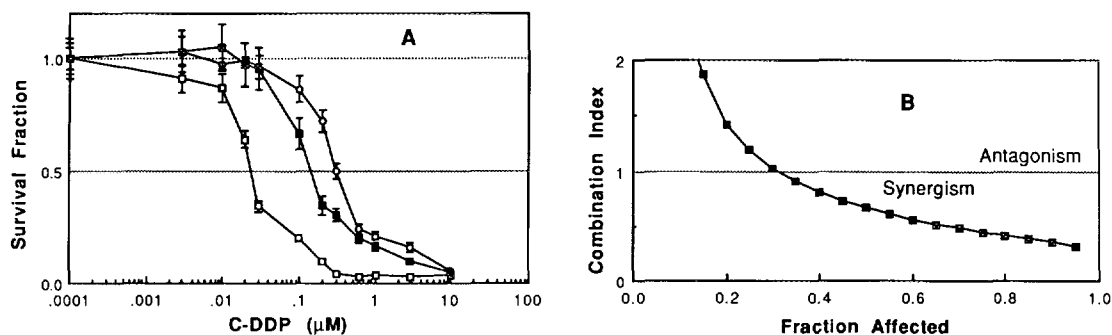 A
1.0
0.5
0.0
.0001
.001
.01
.1
1
10
100
Survival Fraction
C-DDP (μM)
B
2
1
0
0.0
0.2
0.4
0.6
0.8
1.0
Antagonism
Synergism
Combination Index
Fraction Affected